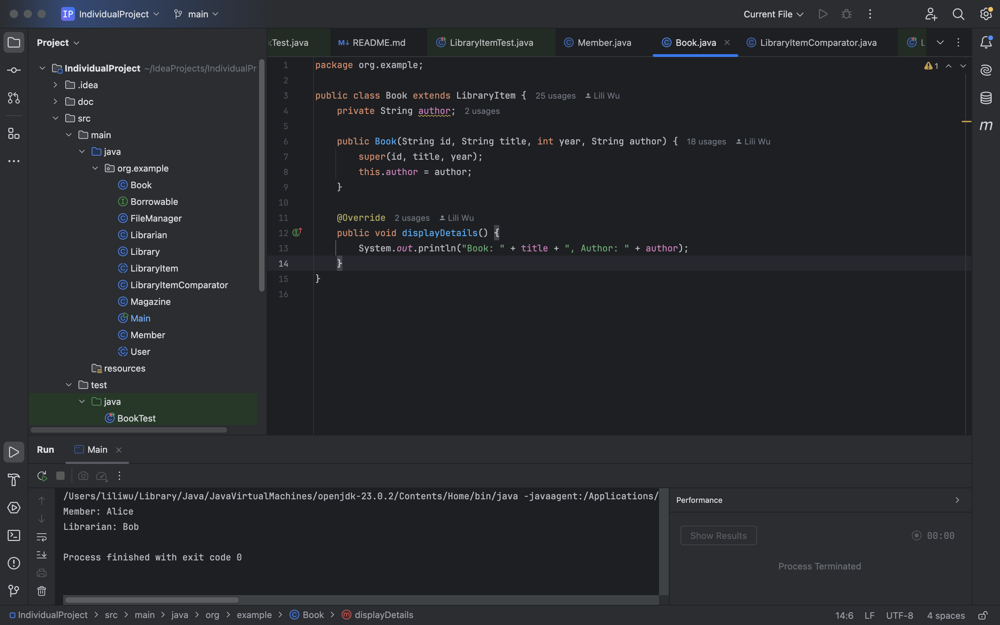 IP IndividualProject main Current File
Project
kTest.java README.md LibraryItemTest.java Member.java Book.java LibraryItemComparator.java L
IndividualProject ~/IdeaProjects/IndividualPr
.idea
doc
src
main
java
org.example
Book
Borrowable
FileManager
Librarian
Library
LibraryItem
LibraryItemComparator
Magazine
Main
Member
User
resources
test
java
BookTest
1 package org.example;
2
3 public class Book extends LibraryItem { 25 usages Lili Wu
4 private String author; 2 usages
5
6 public Book(String id, String title, int year, String author) { 18 usages Lili Wu
7 super(id, title, year);
8 this.author = author;
9 }
10
11 @Override 2 usages Lili Wu
12 public void displayDetails() {
13 System.out.println("Book: " + title + ", Author: " + author);
14 }
15 }
16
1
m
Run Main
/Users/liliwu/Library/Java/JavaVirtualMachines/openjdk-23.0.2/Contents/Home/bin/java -javaagent:/Applications/
Member: Alice
Librarian: Bob
Process finished with exit code 0
Performance
Show Results 00:00
Process Terminated
IndividualProject > src > main > java > org > example > Book > displayDetails 14:6 LF UTF-8 4 spaces